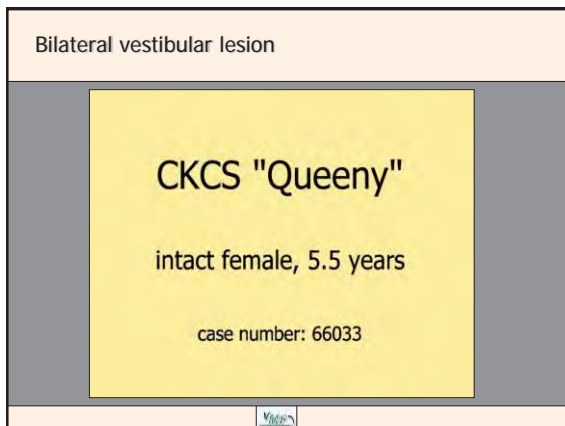 Bilateral vestibular lesion
CKCS "Queeny"
intact female, 5.5 years
case number: 66033